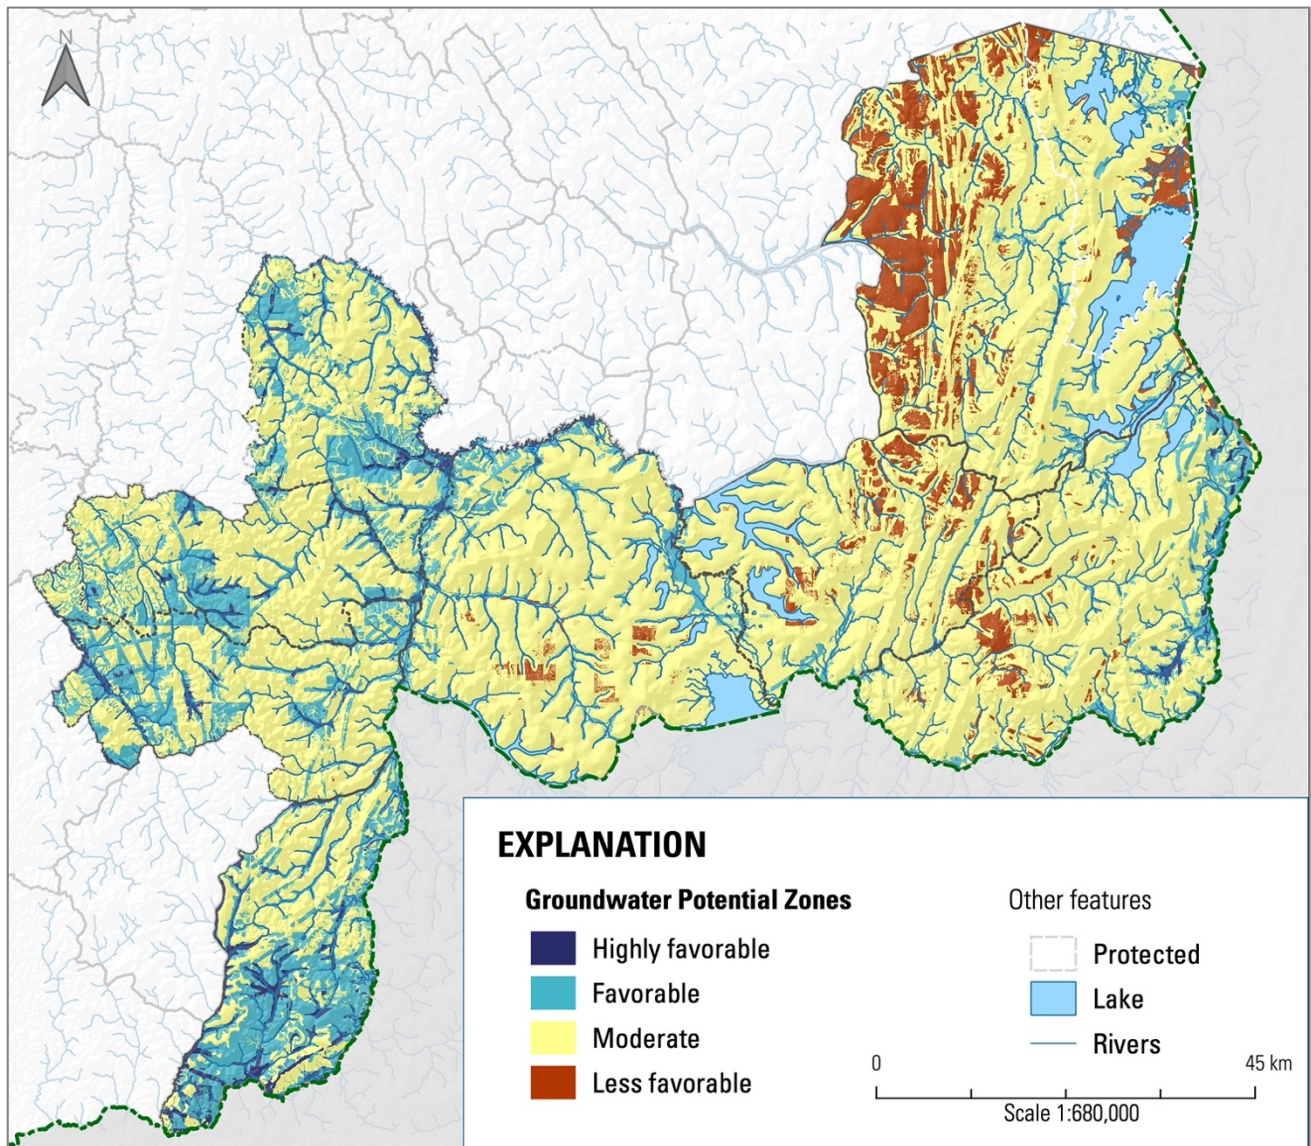 N
EXPLANATION
Groundwater Potential Zones
Highly favorable
Favorable
Moderate
Less favorable
Other features
Protected
Lake
Rivers
0 45 km
Scale 1:680,000